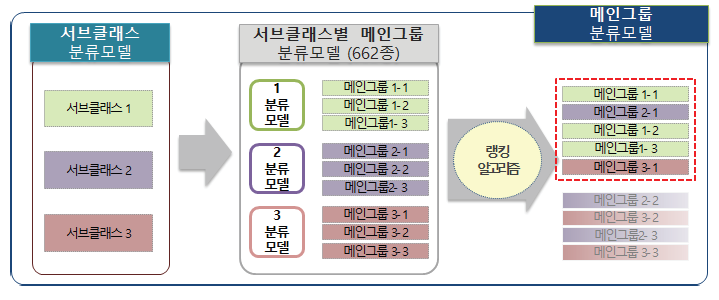 서브클래스
분류모델
서브클래스 1
서브클래스 2
서브클래스 3
서브클래스별 메인그룹
분류모델 (662종)
1
분류
모델
메인그룹 1-1
메인그룹 1-2
메인그룹1- 3
2
분류
모델
메인그룹 2-1
메인그룹 2-2
메인그룹2- 3
3
분류
모델
메인그룹 3-1
메인그룹 3-2
메인그룹 3-3
랭킹
알고리즘
메인그룹
분류모델
메인그룹 1-1
메인그룹 2-1
메인그룹 1-2
메인그룹1- 3
메인그룹 3-1
메인그룹 2-2
메인그룹 3-2
메인그룹2- 3
메인그룹 3-3